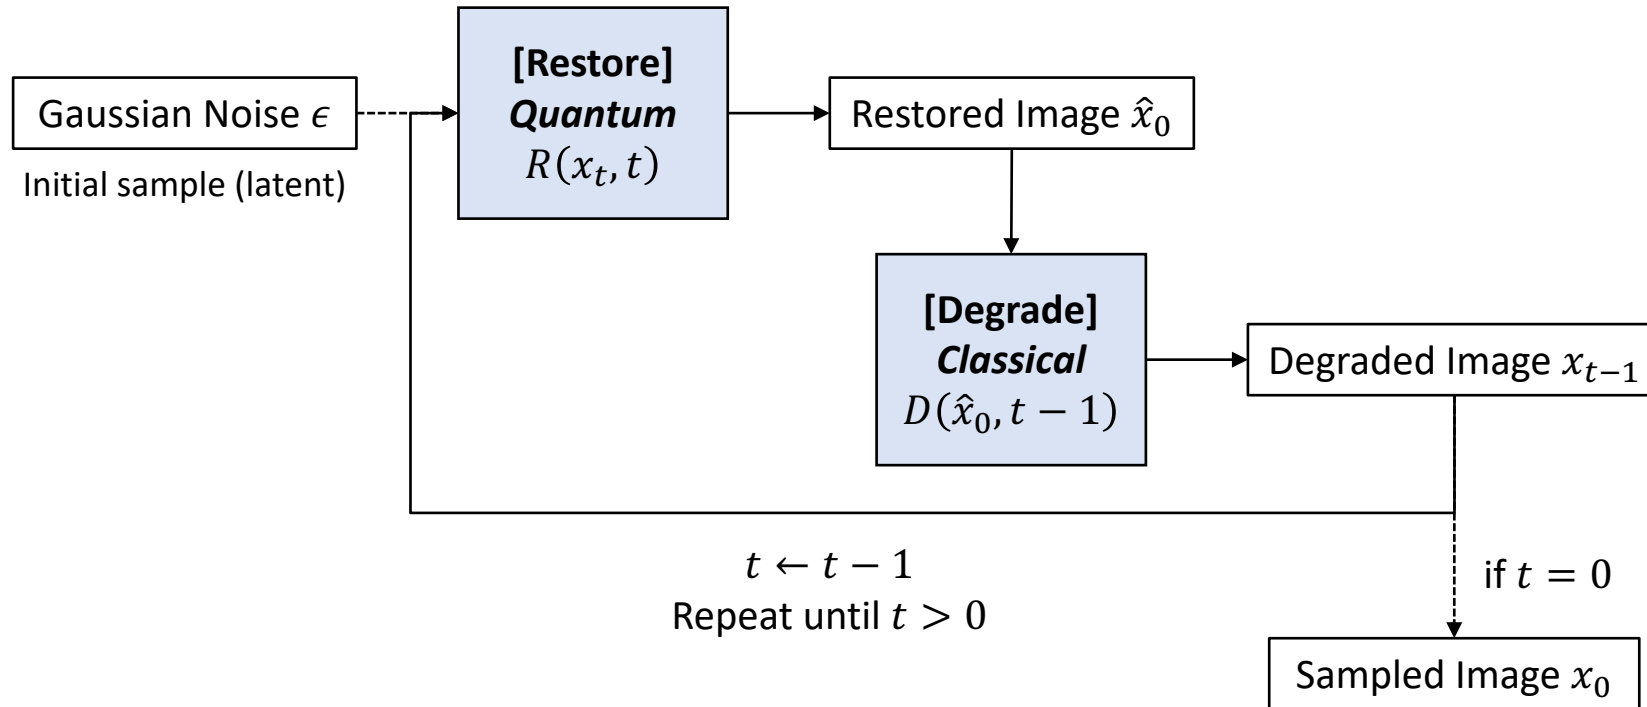 Gaussian Noise ϵ
Initial sample (latent)
[Restore]
Quantum
R(x_t, t)
Restored Image x̂_0
[Degrade]
Classical
D(x̂_0, t − 1)
Degraded Image x_{t−1}
t ← t − 1
Repeat until t > 0
if t = 0
Sampled Image x_0